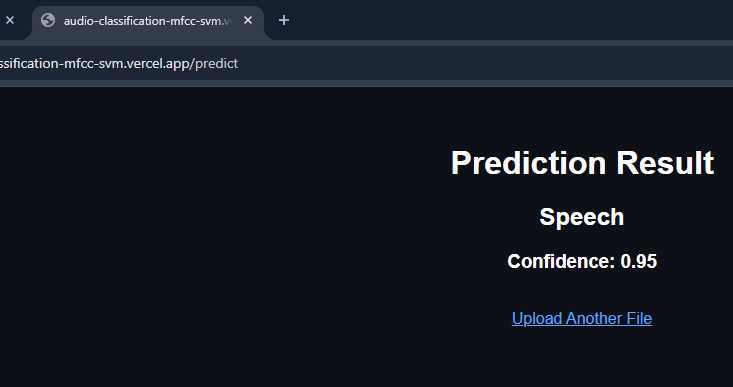 audio-classification-mfcc-svm.v
ssification-mfcc-svm.vercel.app/predict
Prediction Result
Speech
Confidence: 0.95
Upload Another File